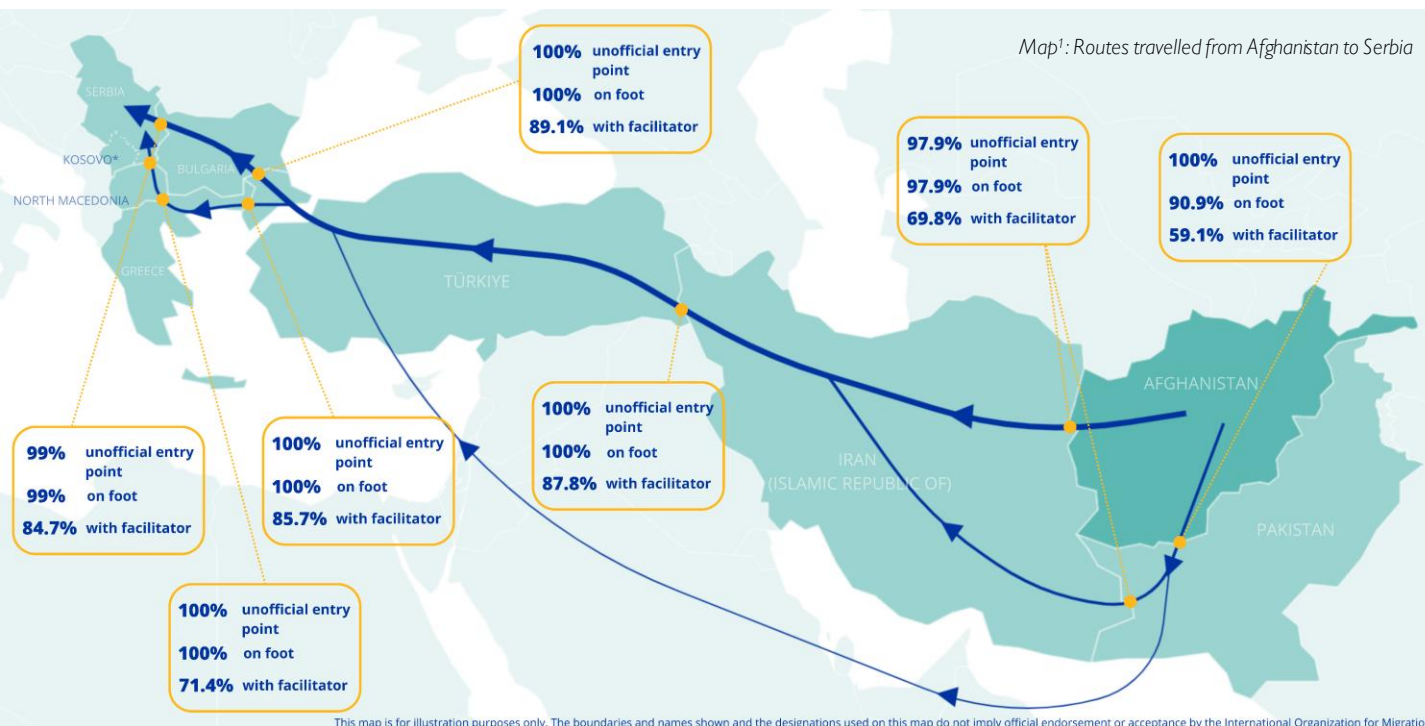 Map¹: Routes travelled from Afghanistan to Serbia
100% unofficial entry
point
100% on foot
89.1% with facilitator
97.9% unofficial entry
point
97.9% on foot
69.8% with facilitator
100% unofficial entry
point
90.9% on foot
59.1% with facilitator
SERBIA
KOSOVO*
BULGARIA
NORTH MACEDONIA
GREECE
TÜRKİYE
AFGHANISTAN
IRAN
(ISLAMIC REPUBLIC OF)
PAKISTAN
99% unofficial entry
point
99% on foot
84.7% with facilitator
100% unofficial entry
point
100% on foot
85.7% with facilitator
100% unofficial entry
point
100% on foot
87.8% with facilitator
100% unofficial entry
point
100% on foot
71.4% with facilitator
This map is for illustration purposes only. The boundaries and names shown and the designations used on this map do not imply official endorsement or acceptance by the International Organization for Migratio